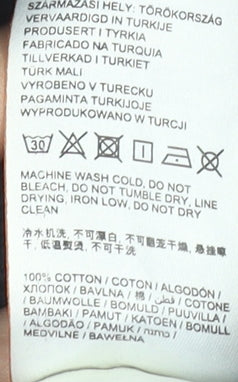 SZÁRMAZÁSI HELY: TÖRÖKORSZÁG
VERVAARDIGD IN TURKIJE
PRODUSERT I TYRKIA
FABRICADO NA TURQUIA
TILLVERKAD I TURKIET
TÜRK MALI
VYROBENO V TURECKU
PAGAMINTA TURKIJOJE
WYPRODUKOWANO W TURCJI
30
MACHINE WASH COLD, DO NOT
BLEACH, DO NOT TUMBLE DRY, LINE
DRYING, IRON LOW, DO NOT DRY
CLEAN
冷水机洗, 不可漂白, 不可翻笼干燥, 悬挂晾
干, 低温熨烫, 不可干洗
100% COTTON / COTON / ALGODÓN /
ХЛОПОК / BAVLNA / 棉 / قطن / COTONE
/ BAUMWOLLE / BOMULD / PUUVILLA /
BAMBAKI / PAMUT / KATOEN / BOMULL
/ ALGODÃO / PAMUK / כותנה /
MEDVILNĖ / BAWEŁNA